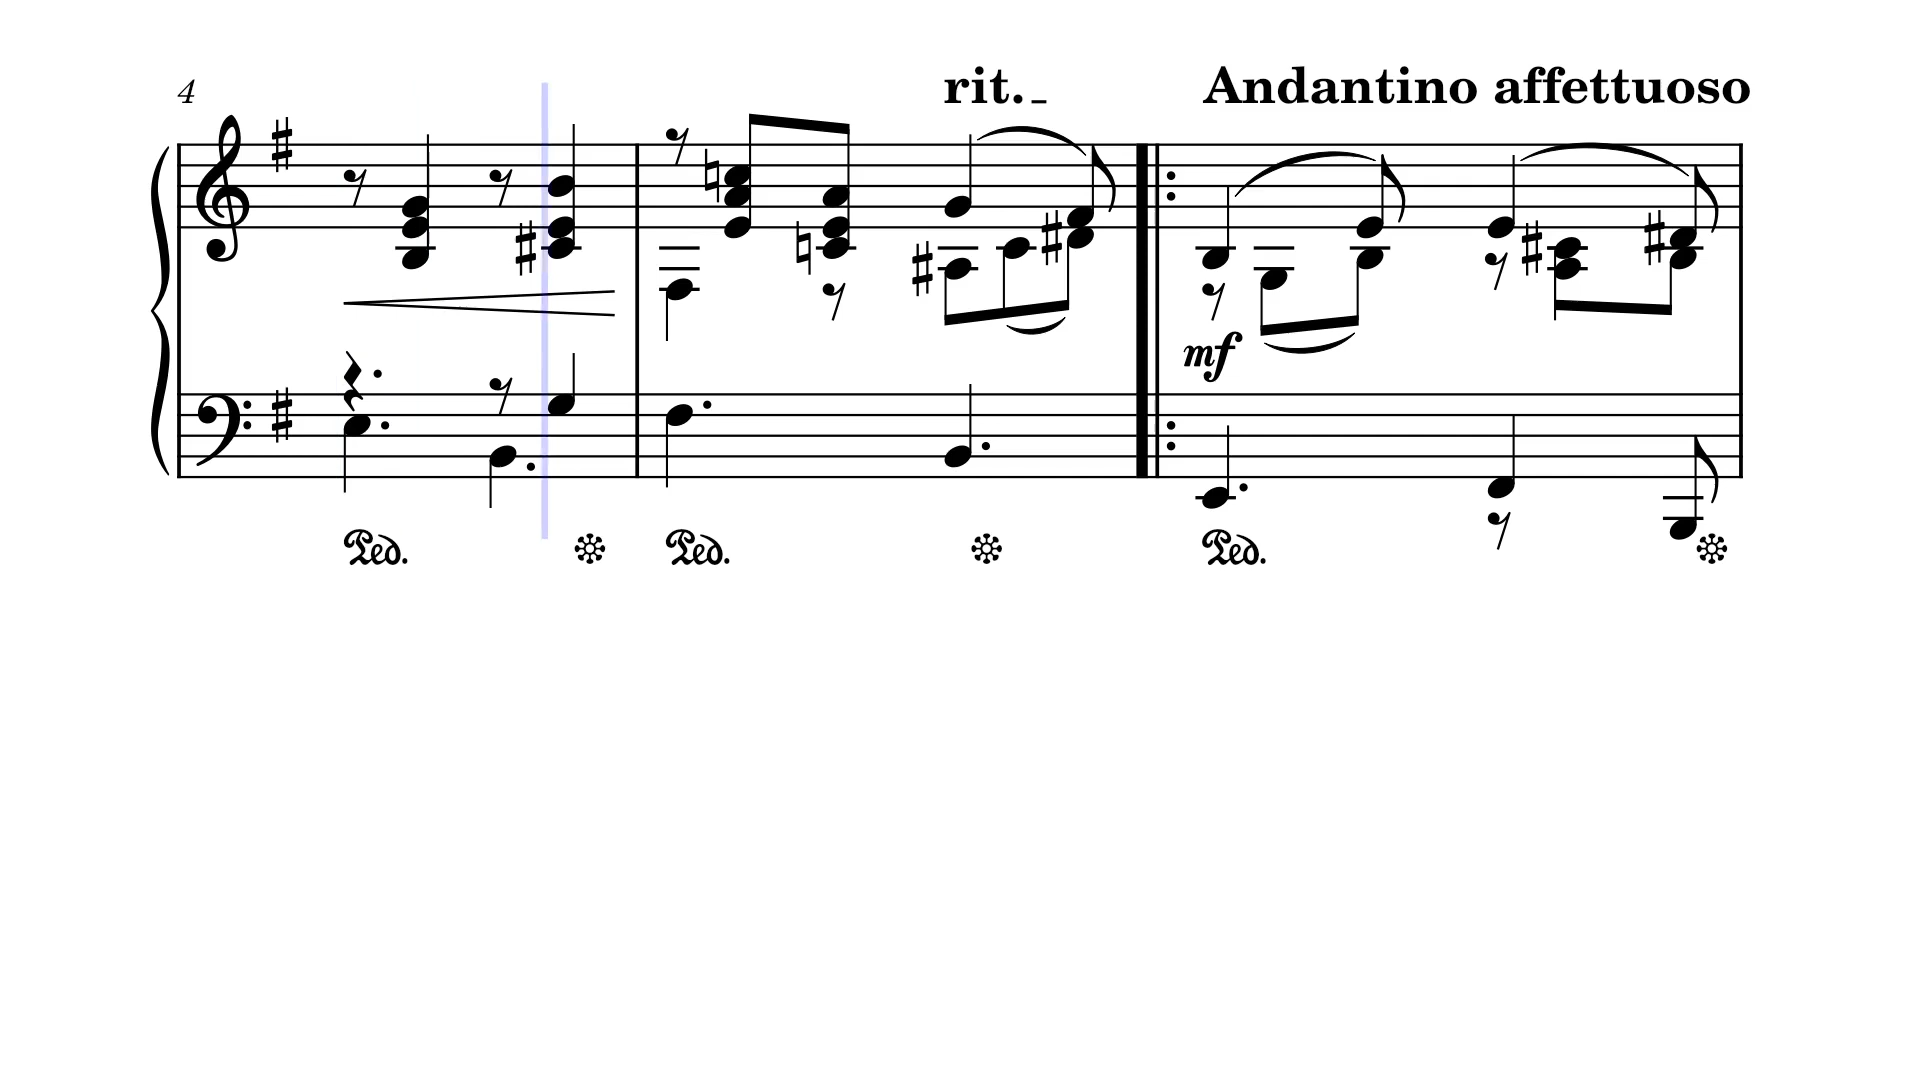 4
rit.
Andantino affettuoso
mf
Ped.
Ped.
Ped.